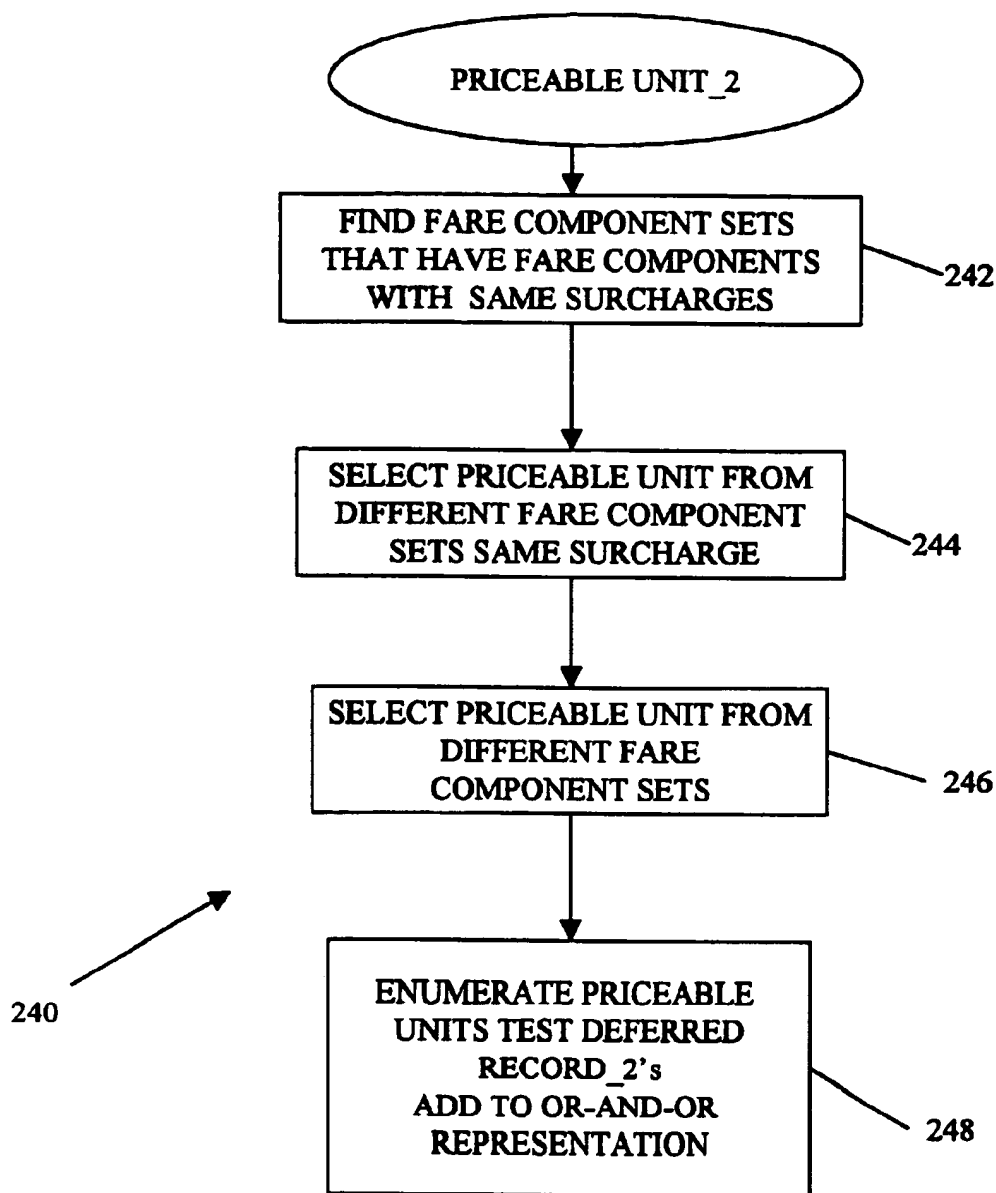 PRICEABLE UNIT_2
FIND FARE COMPONENT SETS
THAT HAVE FARE COMPONENTS
WITH SAME SURCHARGES
242
SELECT PRICEABLE UNIT FROM
DIFFERENT FARE COMPONENT
SETS SAME SURCHARGE
244
SELECT PRICEABLE UNIT FROM
DIFFERENT FARE
COMPONENT SETS
246
240
ENUMERATE PRICEABLE
UNITS TEST DEFERRED
RECORD_2's
ADD TO OR-AND-OR
REPRESENTATION
248